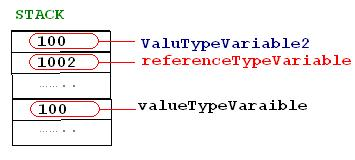 STACK
100 ValuTypeVariable2
1002 referenceTypeVariable
........
100 valueTypeVaraible
........